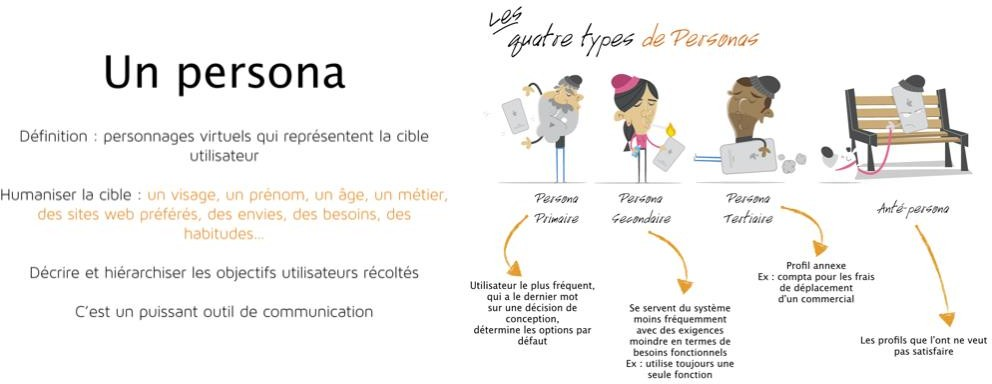 Un persona
Définition : personnages virtuels qui représentent la cible
utilisateur
Humaniser la cible : un visage, un prénom, un âge, un métier,
des sites web préférés, des envies, des besoins, des
habitudes...
Décrire et hiérarchiser les objectifs utilisateurs récoltés
C'est un puissant outil de communication
Les
quatre types de Personas
Persona
Primaire
Persona
Secondaire
Persona
Tertiaire
Anté-persona
Utilisateur le plus fréquent,
qui a le dernier mot
sur une décision de
conception,
détermine les options par
défaut
Se servent du système
moins fréquemment
avec des exigences
moindre en termes de
besoins fonctionnels
Ex : utilise toujours une
seule fonction
Profil annexe
Ex : compta pour les frais
de déplacement
d'un commercial
Les profils que l'ont ne veut
pas satisfaire